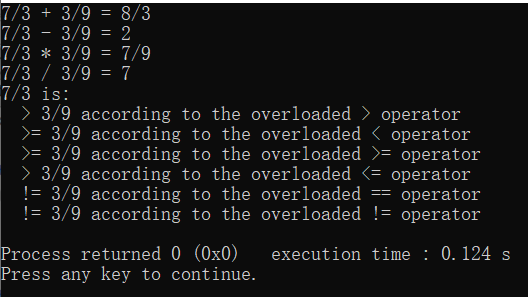 7/3 + 3/9 = 8/3
7/3 - 3/9 = 2
7/3 * 3/9 = 7/9
7/3 / 3/9 = 7
7/3 is:
  > 3/9 according to the overloaded > operator
  >= 3/9 according to the overloaded < operator
  >= 3/9 according to the overloaded >= operator
  > 3/9 according to the overloaded <= operator
  != 3/9 according to the overloaded == operator
  != 3/9 according to the overloaded != operator

Process returned 0 (0x0)   execution time : 0.124 s
Press any key to continue.